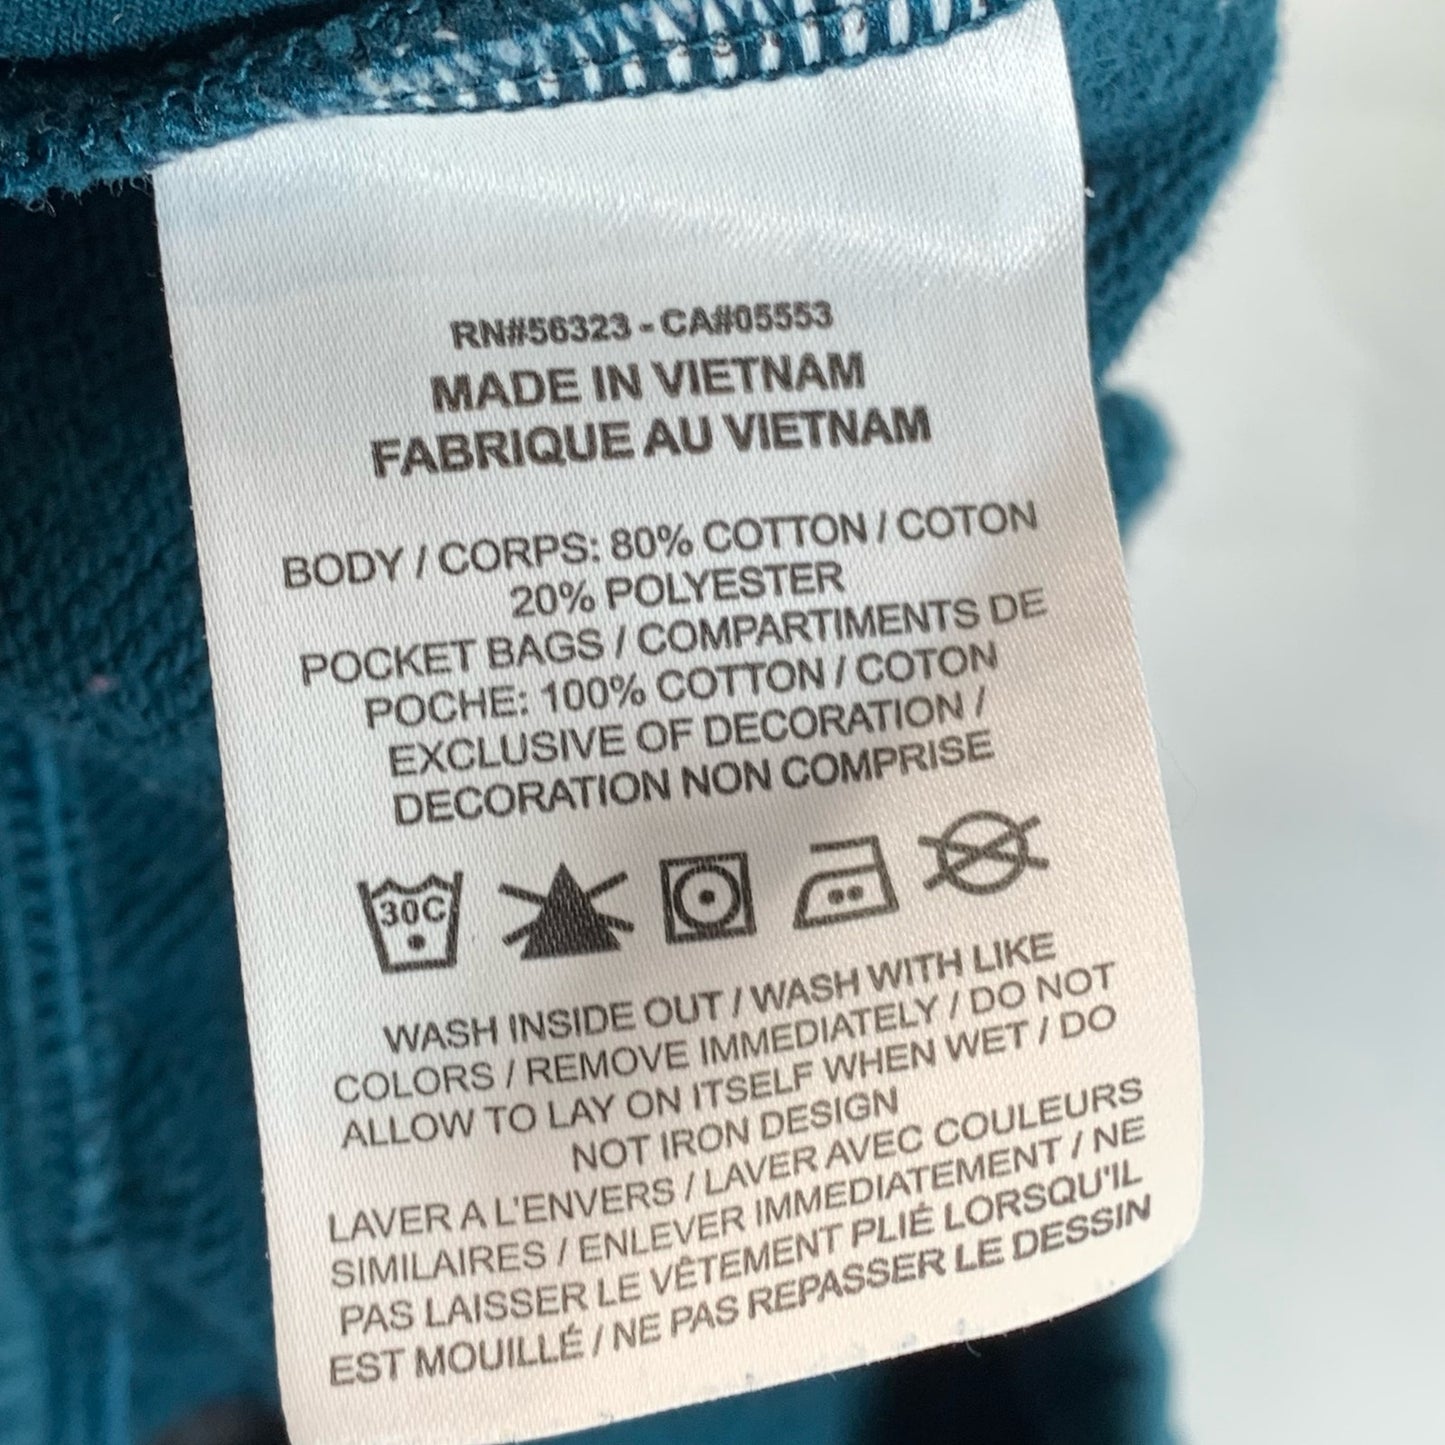 RN#56323 - CA#05553
MADE IN VIETNAM
FABRIQUE AU VIETNAM
BODY / CORPS: 80% COTTON / COTON
20% POLYESTER
POCKET BAGS / COMPARTIMENTS DE
POCHE: 100% COTTON / COTON
EXCLUSIVE OF DECORATION /
DECORATION NON COMPRISE
30C
WASH INSIDE OUT / WASH WITH LIKE
COLORS / REMOVE IMMEDIATELY / DO NOT
ALLOW TO LAY ON ITSELF WHEN WET / DO
NOT IRON DESIGN
LAVER A L'ENVERS / LAVER AVEC COULEURS
SIMILAIRES / ENLEVER IMMEDIATEMENT / NE
PAS LAISSER LE VÊTEMENT PLIÉ LORSQU'IL
EST MOUILLÉ / NE PAS REPASSER LE DESSIN